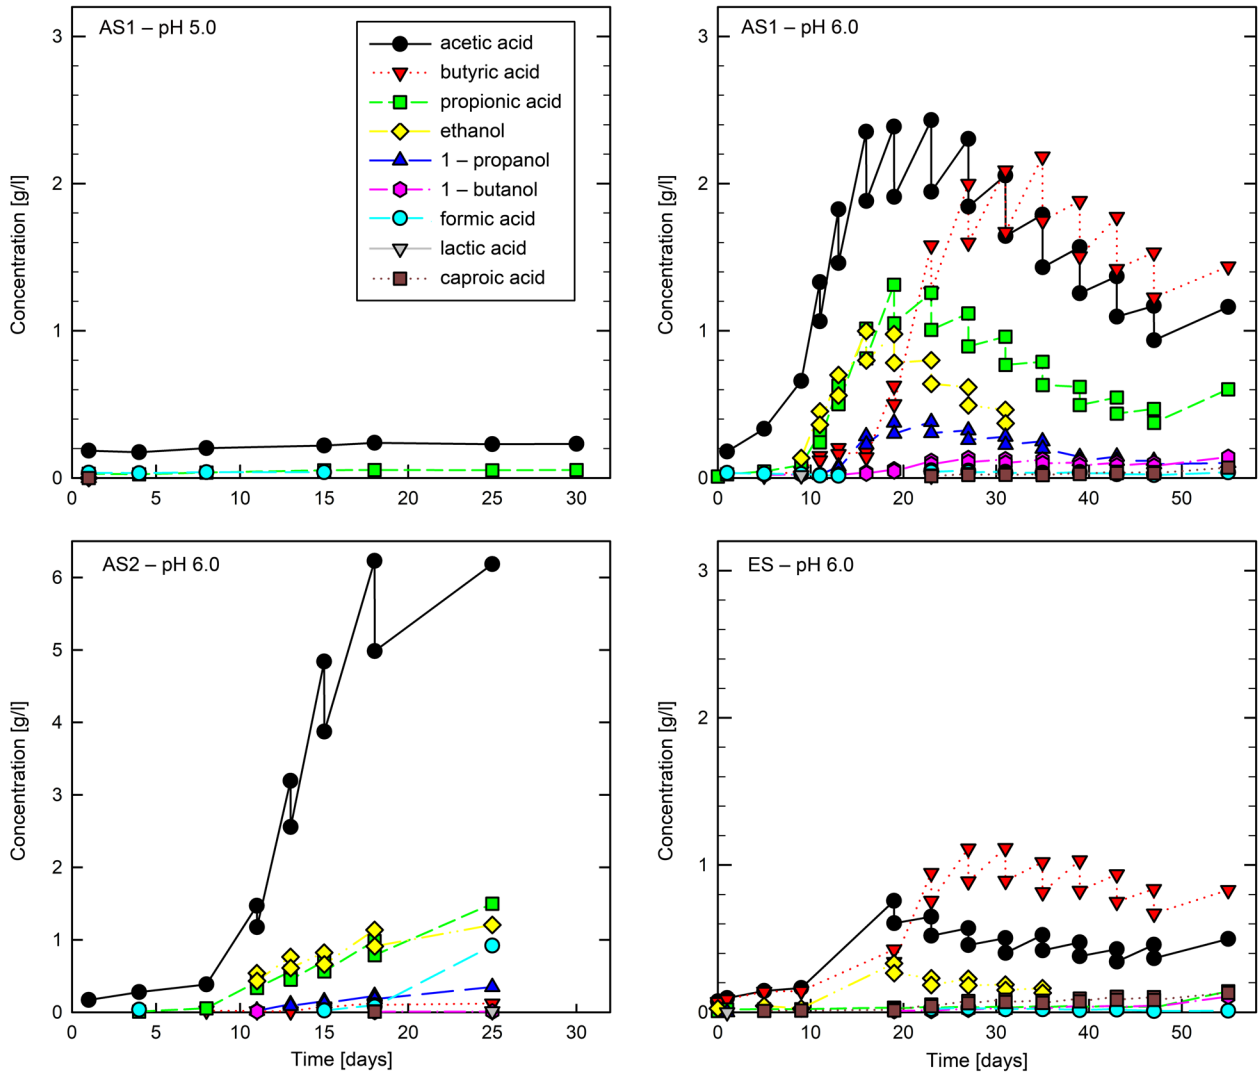 AS1 – pH 5.0
3
2
1
0
0
5
10
15
20
25
30
Concentration [g/l]
acetic acid
butyric acid
propionic acid
ethanol
1 – propanol
1 – butanol
formic acid
lactic acid
caproic acid
AS1 – pH 6.0
3
2
1
0
0
10
20
30
40
50
Concentration [g/l]
AS2 – pH 6.0
6
5
4
3
2
1
0
0
5
10
15
20
25
30
Concentration [g/l]
Time [days]
ES – pH 6.0
3
2
1
0
0
10
20
30
40
50
Concentration [g/l]
Time [days]